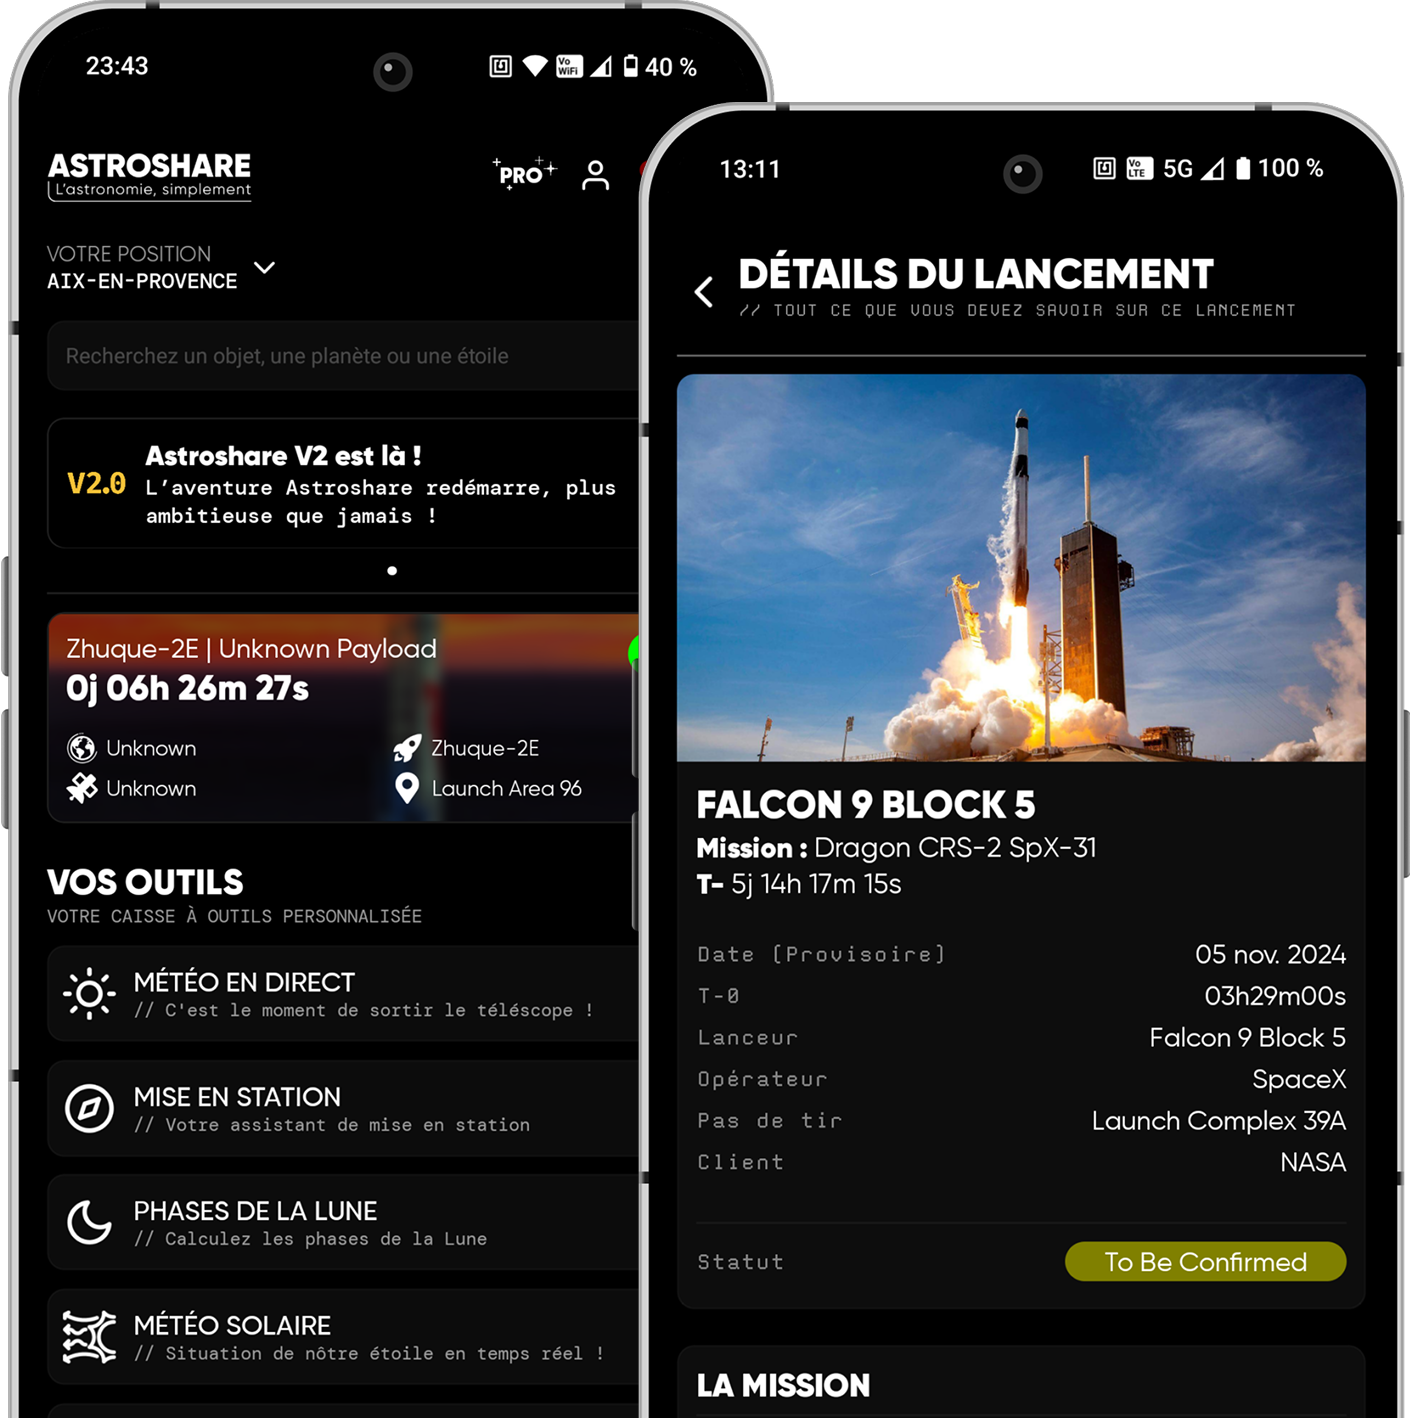 23:43
Vo WiFi
40 %
ASTROSHARE
L'astronomie, simplement
PRO
VOTRE POSITION
AIX-EN-PROVENCE
Recherchez un objet, une planète ou une étoile
V2.0
Astroshare V2 est là !
L'aventure Astroshare redémarre, plus
ambitieuse que jamais !
Zhuque-2E | Unknown Payload
0j 06h 26m 27s
Unknown
Zhuque-2E
Unknown
Launch Area 96
VOS OUTILS
VOTRE CAISSE À OUTILS PERSONNALISÉE
MÉTÉO EN DIRECT
// C'est le moment de sortir le téléscope !
MISE EN STATION
// Votre assistant de mise en station
PHASES DE LA LUNE
// Calculez les phases de la Lune
MÉTÉO SOLAIRE
// Situation de nôtre étoile en temps réel !
13:11
Vo LTE
5G
100 %
DÉTAILS DU LANCEMENT
// TOUT CE QUE VOUS DEVEZ SAVOIR SUR CE LANCEMENT
FALCON 9 BLOCK 5
Mission : Dragon CRS-2 SpX-31
T- 5j 14h 17m 15s
Date (Provisoire) 05 nov. 2024
T-0 03h29m00s
Lanceur Falcon 9 Block 5
Opérateur SpaceX
Pas de tir Launch Complex 39A
Client NASA
Statut To Be Confirmed
LA MISSION